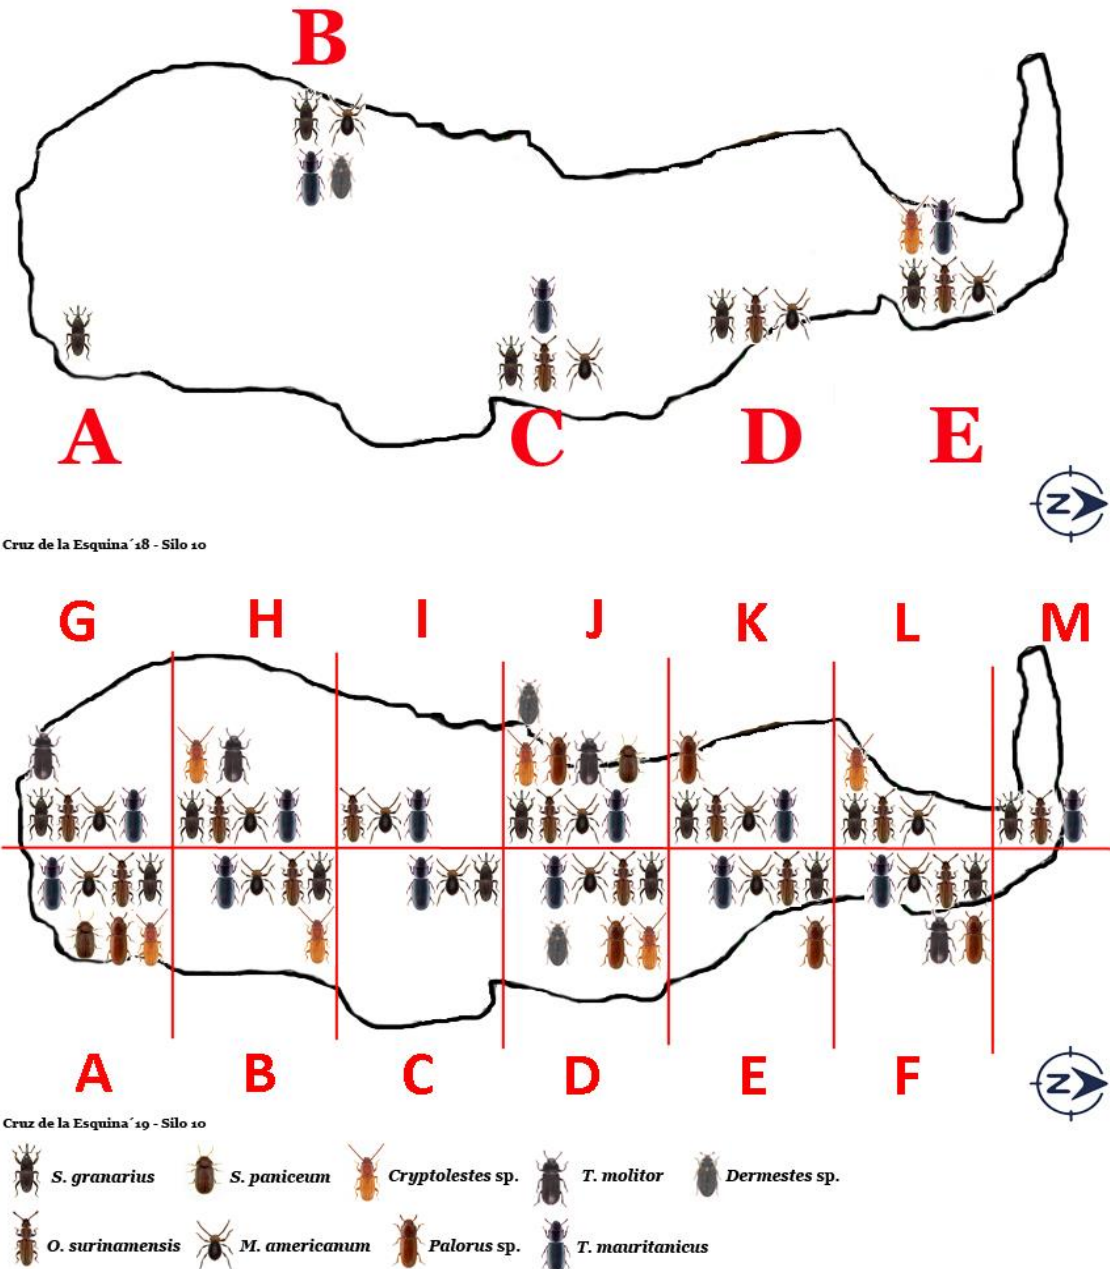 B
A
C
D
E
N
Cruz de la Esquina´18 - Silo 10
G H I J K L M
A B C D E F
N
Cruz de la Esquina´19 - Silo 10
S. granarius S. paniceum Cryptolestes sp. T. molitor Dermestes sp.
O. surinamensis M. americanum Palorus sp. T. mauritanicus